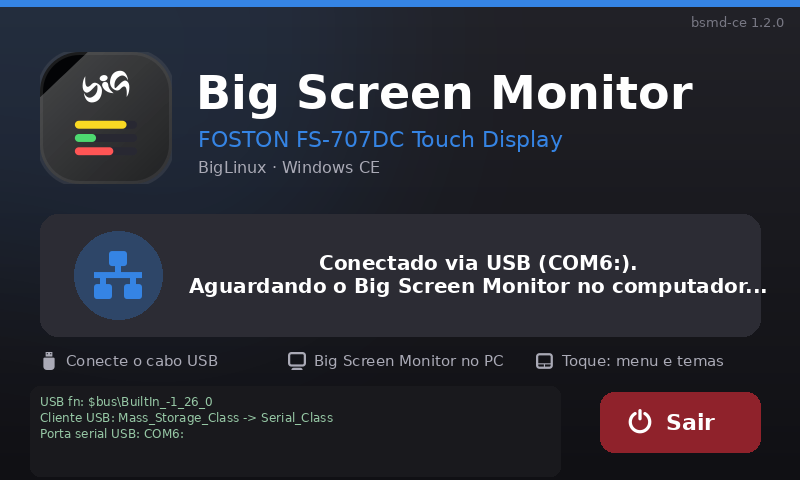 bsmd-ce 1.2.0
Big Screen Monitor
FOSTON FS-707DC Touch Display
BigLinux · Windows CE
Conectado via USB (COM6:).
Aguardando o Big Screen Monitor no computador...
Conecte o cabo USB
Big Screen Monitor no PC
Toque: menu e temas
USB fn: $bus\BuiltIn_-1_26_0
Cliente USB: Mass_Storage_Class -> Serial_Class
Porta serial USB: COM6:
Sair